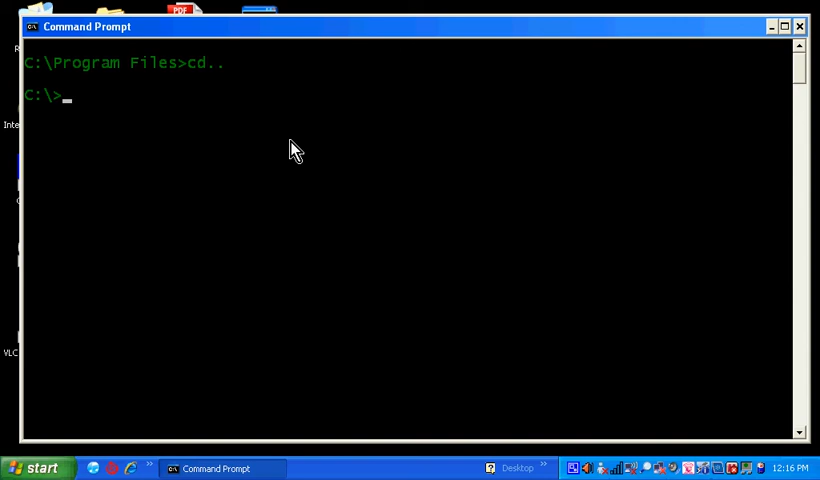 PDF
Command Prompt
C:\Program Files>cd..
C:\>
Inte
VLC
start
Command Prompt
Desktop
12:16 PM